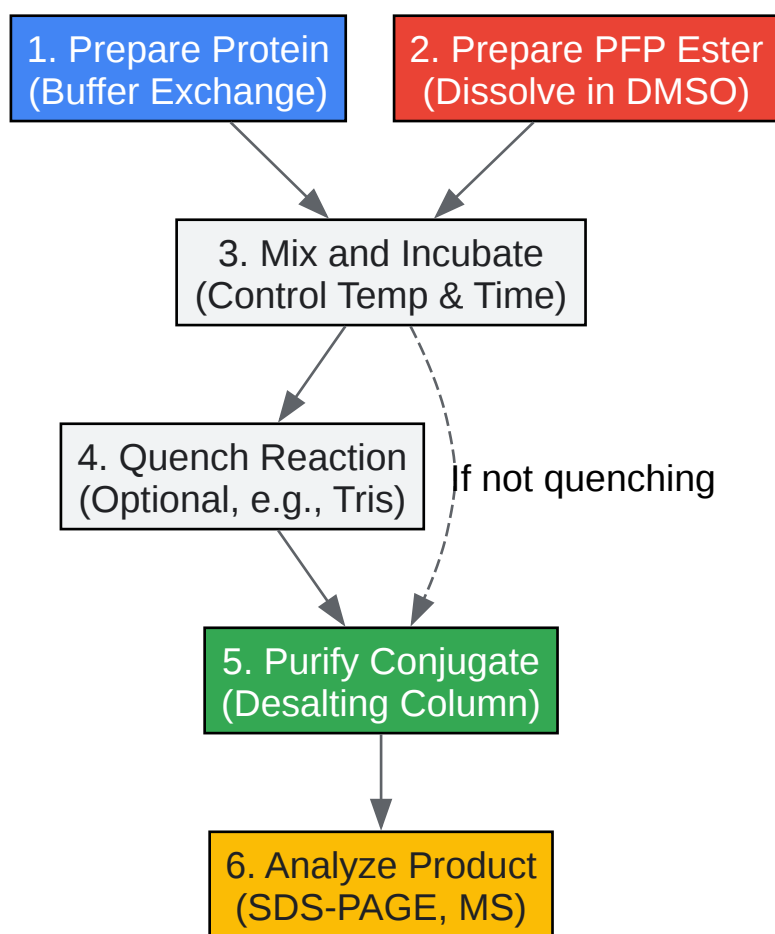 1. Prepare Protein
(Buffer Exchange)
2. Prepare PFP Ester
(Dissolve in DMSO)
3. Mix and Incubate
(Control Temp & Time)
4. Quench Reaction
(Optional, e.g., Tris)
If not quenching
5. Purify Conjugate
(Desalting Column)
6. Analyze Product
(SDS-PAGE, MS)